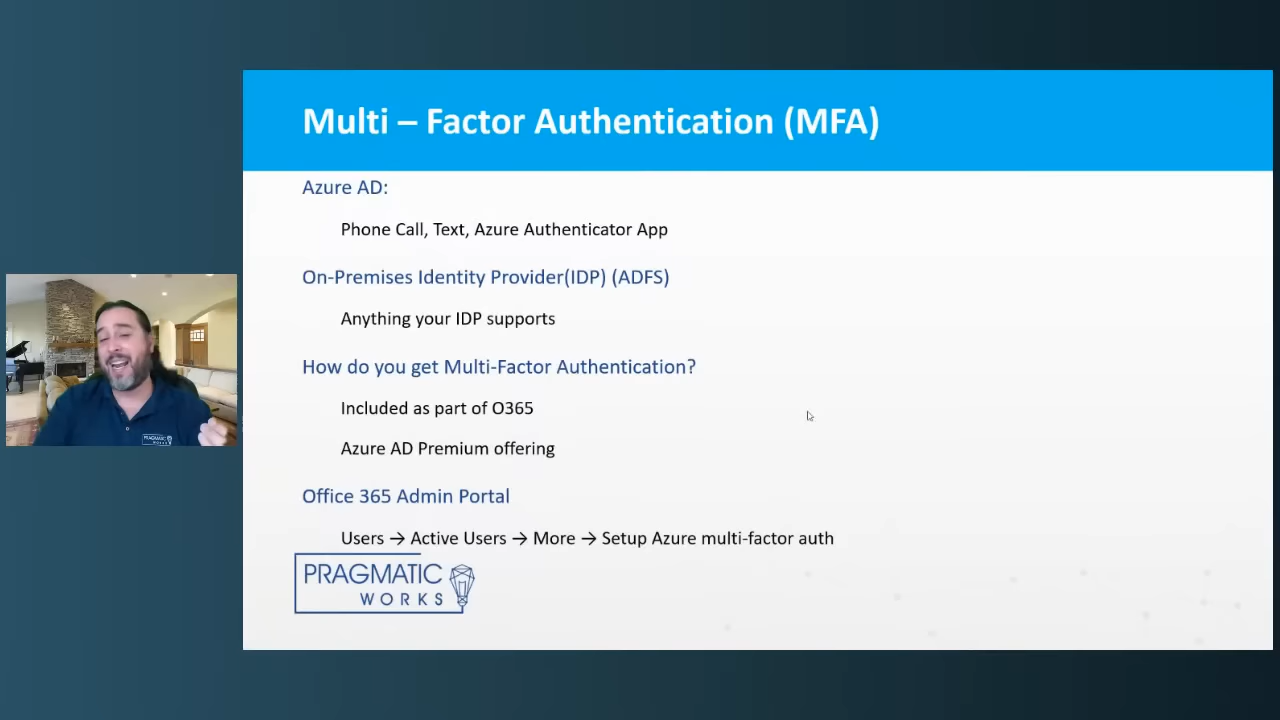 Multi – Factor Authentication (MFA)
Azure AD:
Phone Call, Text, Azure Authenticator App
On-Premises Identity Provider(IDP) (ADFS)
Anything your IDP supports
How do you get Multi-Factor Authentication?
Included as part of O365
Azure AD Premium offering
Office 365 Admin Portal
Users → Active Users → More → Setup Azure multi-factor auth
PRAGMATIC
WORKS
PRAGMATIC
WORKS